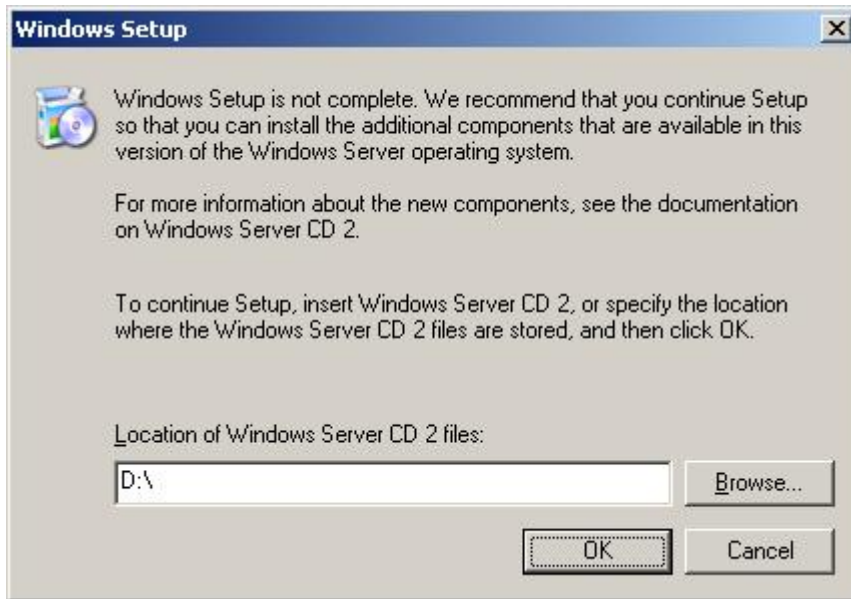 Windows Setup
Windows Setup is not complete. We recommend that you continue Setup
so that you can install the additional components that are available in this
version of the Windows Server operating system.
For more information about the new components, see the documentation
on Windows Server CD 2.
To continue Setup, insert Windows Server CD 2, or specify the location
where the Windows Server CD 2 files are stored, and then click OK.
Location of Windows Server CD 2 files:
D:\
Browse...
OK
Cancel